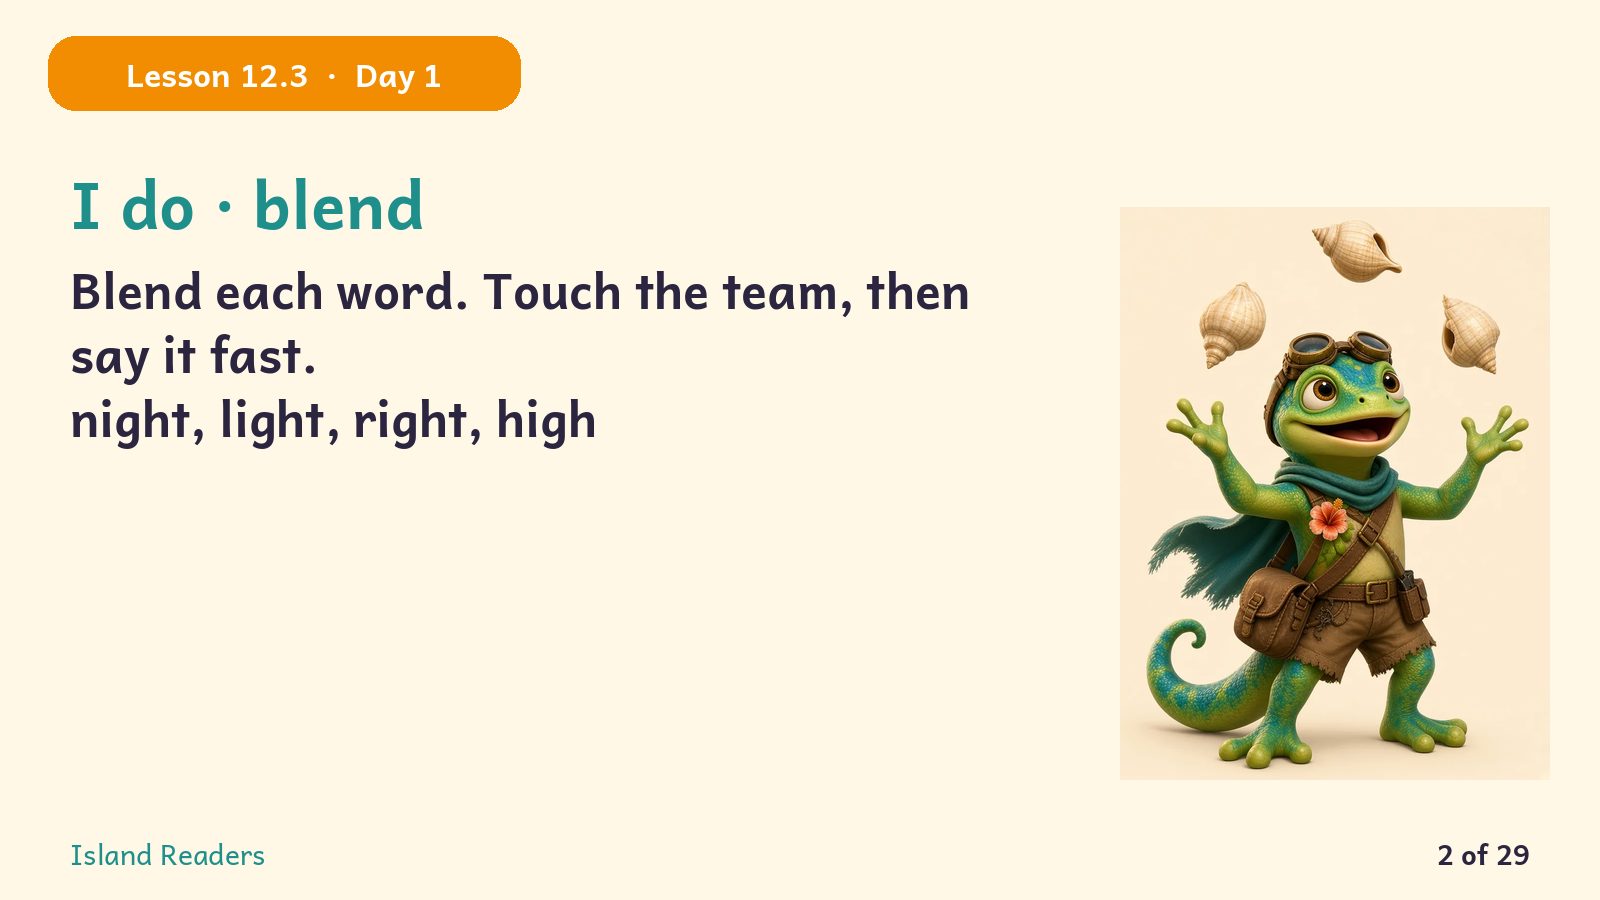 Lesson 12.3 · Day 1
I do · blend
Blend each word. Touch the team, then
say it fast.
night, light, right, high
Island Readers
2 of 29